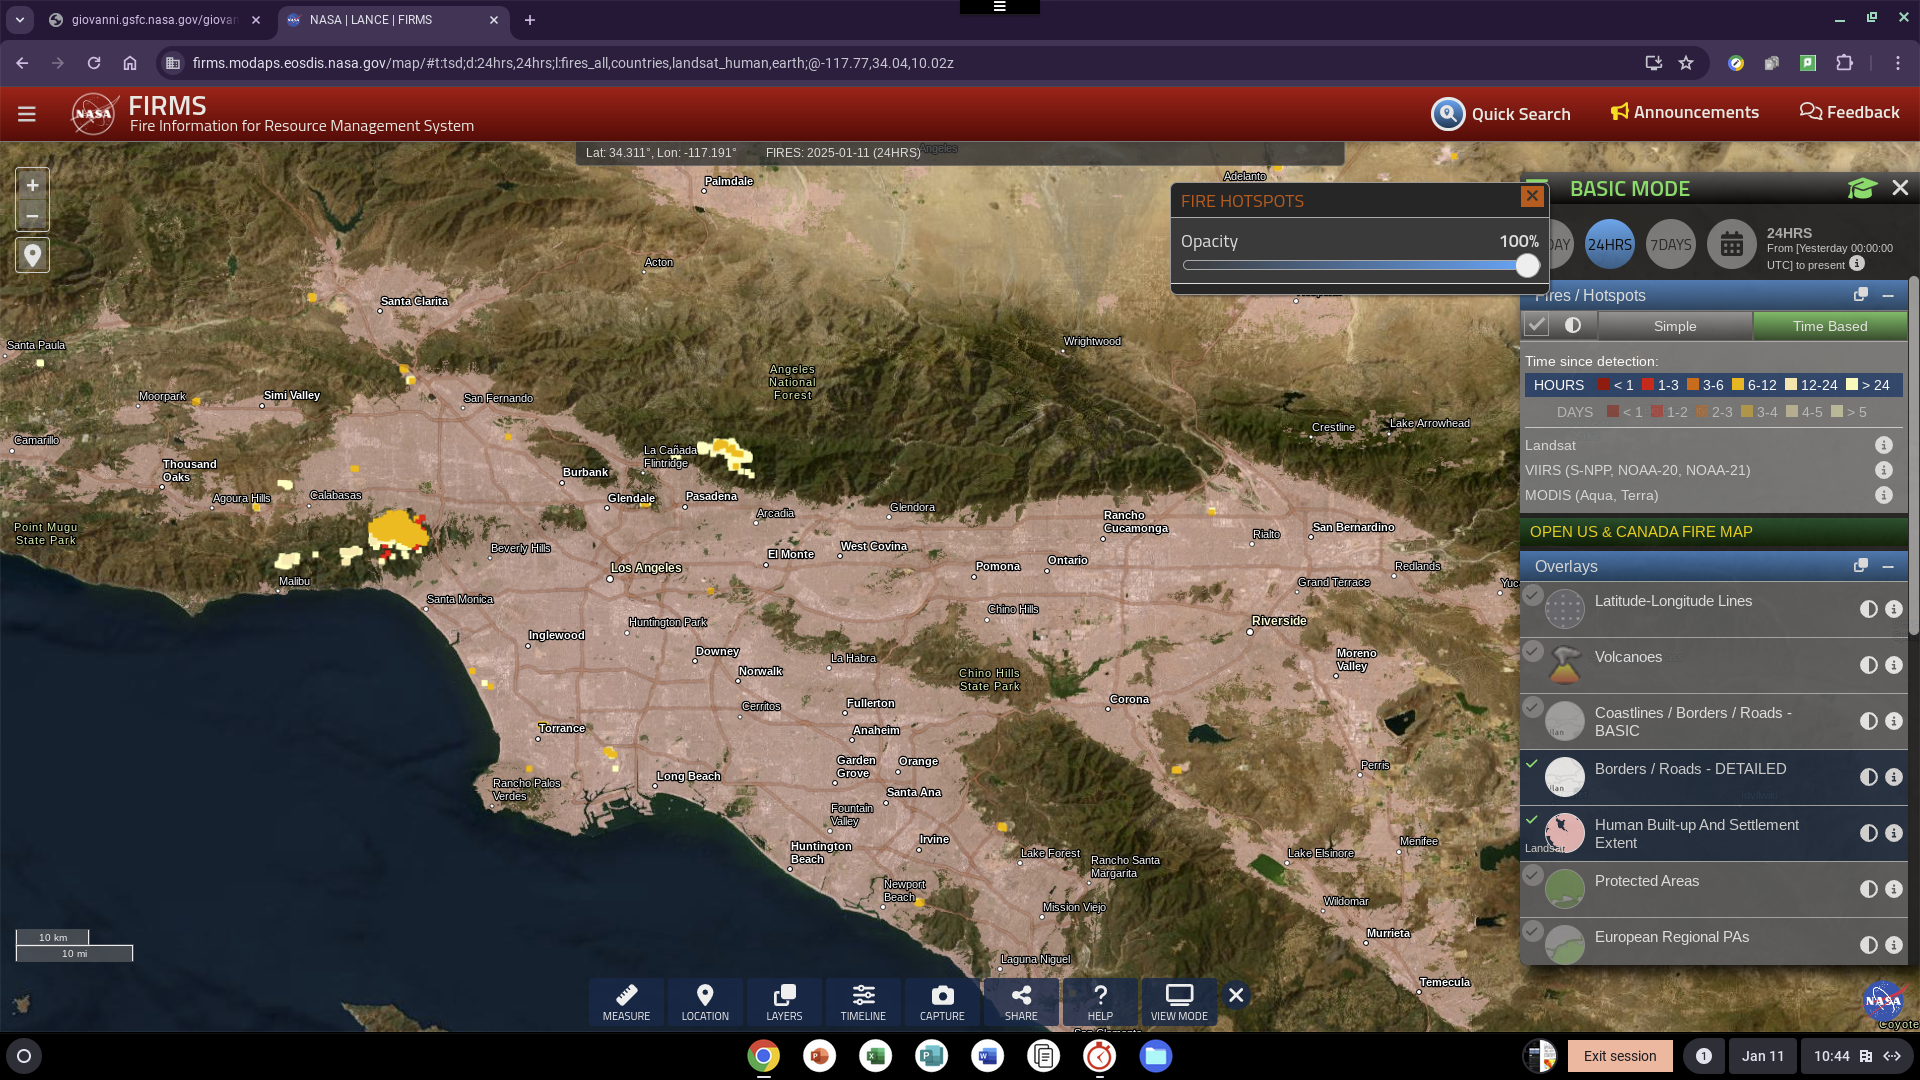 giovanni.gsfc.nasa.gov/giovan
NASA | LANCE | FIRMS
firms.modaps.eosdis.nasa.gov/map/#t:tsd;d:24hrs,24hrs;l:fires_all,countries,landsat_human,earth;@-117.77,34.04,10.02z
NASA
FIRMS
Fire Information for Resource Management System
Quick Search
Announcements
Feedback
Lat: 34.311°, Lon: -117.191°
FIRES: 2025-01-11 (24HRS)
FIRE HOTSPOTS
Opacity
100%
BASIC MODE
DAY
24HRS
7DAYS
24HRS
From [Yesterday 00:00:00
UTC] to present
Fires / Hotspots
Simple
Time Based
Time since detection:
HOURS < 1 1-3 3-6 6-12 12-24 > 24
DAYS < 1 1-2 2-3 3-4 4-5 > 5
Landsat
VIIRS (S-NPP, NOAA-20, NOAA-21)
MODIS (Aqua, Terra)
OPEN US & CANADA FIRE MAP
Overlays
Latitude-Longitude Lines
Volcanoes
Coastlines / Borders / Roads -
BASIC
Borders / Roads - DETAILED
Human Built-up And Settlement
Extent
Landsat
Protected Areas
European Regional PAs
Palmdale
Adelanto
Acton
Santa Clarita
Santa Paula
Wrightwood
Angeles
National
Forest
Moorpark
Simi Valley
San Fernando
Crestline
Lake Arrowhead
Camarillo
La Cañada
Flintridge
Thousand
Oaks
Burbank
Agoura Hills
Calabasas
Glendale
Pasadena
Arcadia
Glendora
Rancho
Cucamonga
San Bernardino
Point Mugu
State Park
Rialto
Beverly Hills
El Monte
West Covina
Los Angeles
Pomona
Ontario
Redlands
Grand Terrace
Yuc
Malibu
Santa Monica
Chino Hills
Huntington Park
Riverside
Inglewood
Downey
La Habra
Norwalk
Moreno
Valley
Chino Hills
State Park
Cerritos
Fullerton
Corona
Torrance
Anaheim
Garden
Grove
Orange
Perris
Rancho Palos
Verdes
Long Beach
Santa Ana
Fountain
Valley
Huntington
Beach
Irvine
Lake Forest
Rancho Santa
Margarita
Lake Elsinore
Menifee
Newport
Beach
Mission Viejo
Wildomar
Murrieta
Laguna Niguel
Temecula
10 km
10 mi
MEASURE
LOCATION
LAYERS
TIMELINE
CAPTURE
SHARE
HELP
VIEW MODE
NASA
Coyote
Exit session
1
Jan 11
10:44